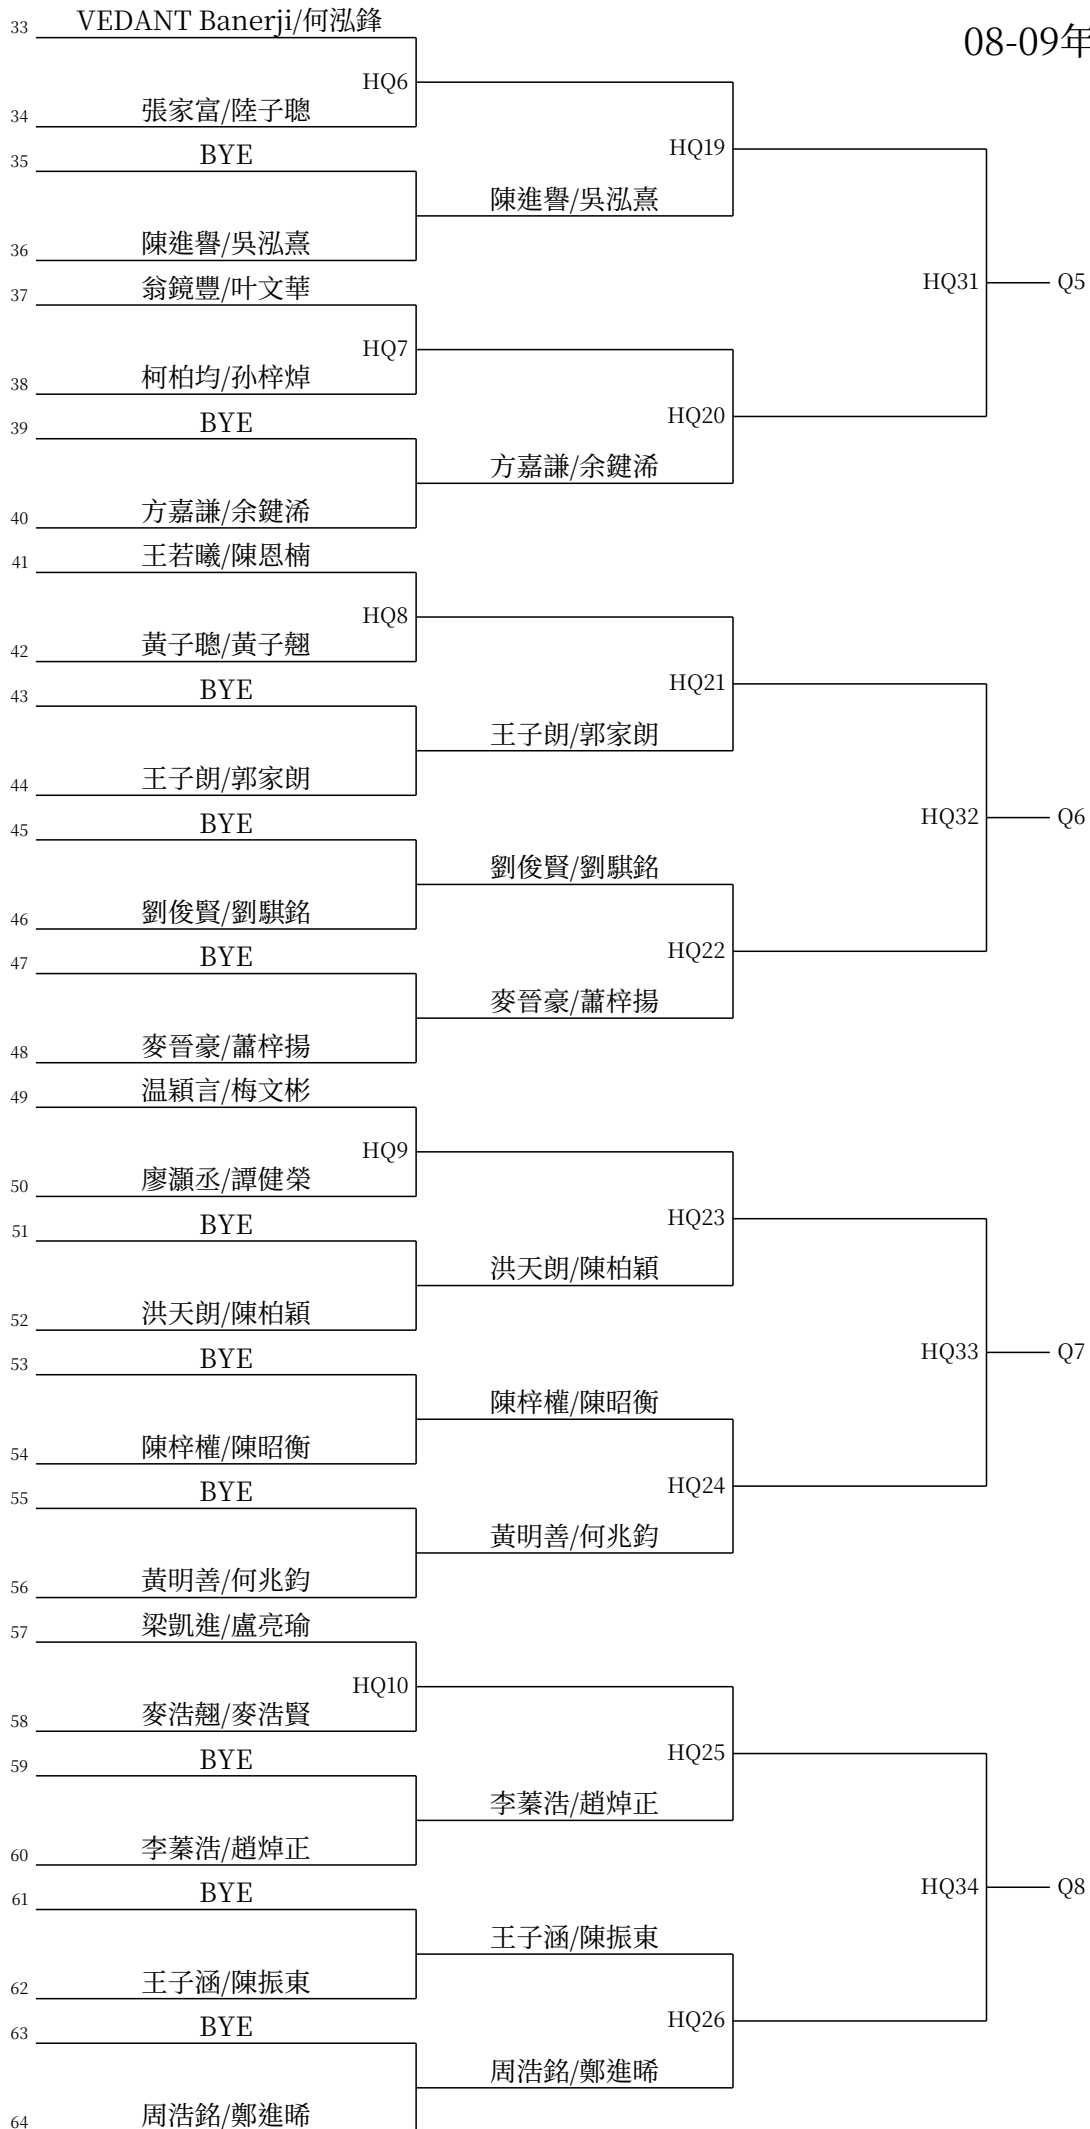 33 VEDANT Banerji/何泓鋒
08-09年
HQ6
34 張家富/陸子聰
35 BYE
HQ19
陳進譽/吳泓熹
36 陳進譽/吳泓熹
37 翁鏡豐/叶文華
HQ31 Q5
HQ7
38 柯柏均/孙梓焯
39 BYE
HQ20
方嘉謙/余鍵浠
40 方嘉謙/余鍵浠
41 王若曦/陳恩楠
HQ8
42 黃子聰/黃子翹
43 BYE
HQ21
王子朗/郭家朗
44 王子朗/郭家朗
45 BYE
HQ32 Q6
劉俊賢/劉騏銘
46 劉俊賢/劉騏銘
47 BYE
HQ22
麥晉豪/蕭梓揚
48 麥晉豪/蕭梓揚
49 温穎言/梅文彬
HQ9
50 廖灝丞/譚健榮
51 BYE
HQ23
洪天朗/陳柏穎
52 洪天朗/陳柏穎
53 BYE
HQ33 Q7
陳梓權/陳昭衡
54 陳梓權/陳昭衡
55 BYE
HQ24
黃明善/何兆鈞
56 黃明善/何兆鈞
57 梁凱進/盧亮瑜
HQ10
58 麥浩翹/麥浩賢
59 BYE
HQ25
李蓁浩/趙焯正
60 李蓁浩/趙焯正
61 BYE
HQ34 Q8
王子涵/陳振東
62 王子涵/陳振東
63 BYE
HQ26
周浩銘/鄭進晞
64 周浩銘/鄭進晞